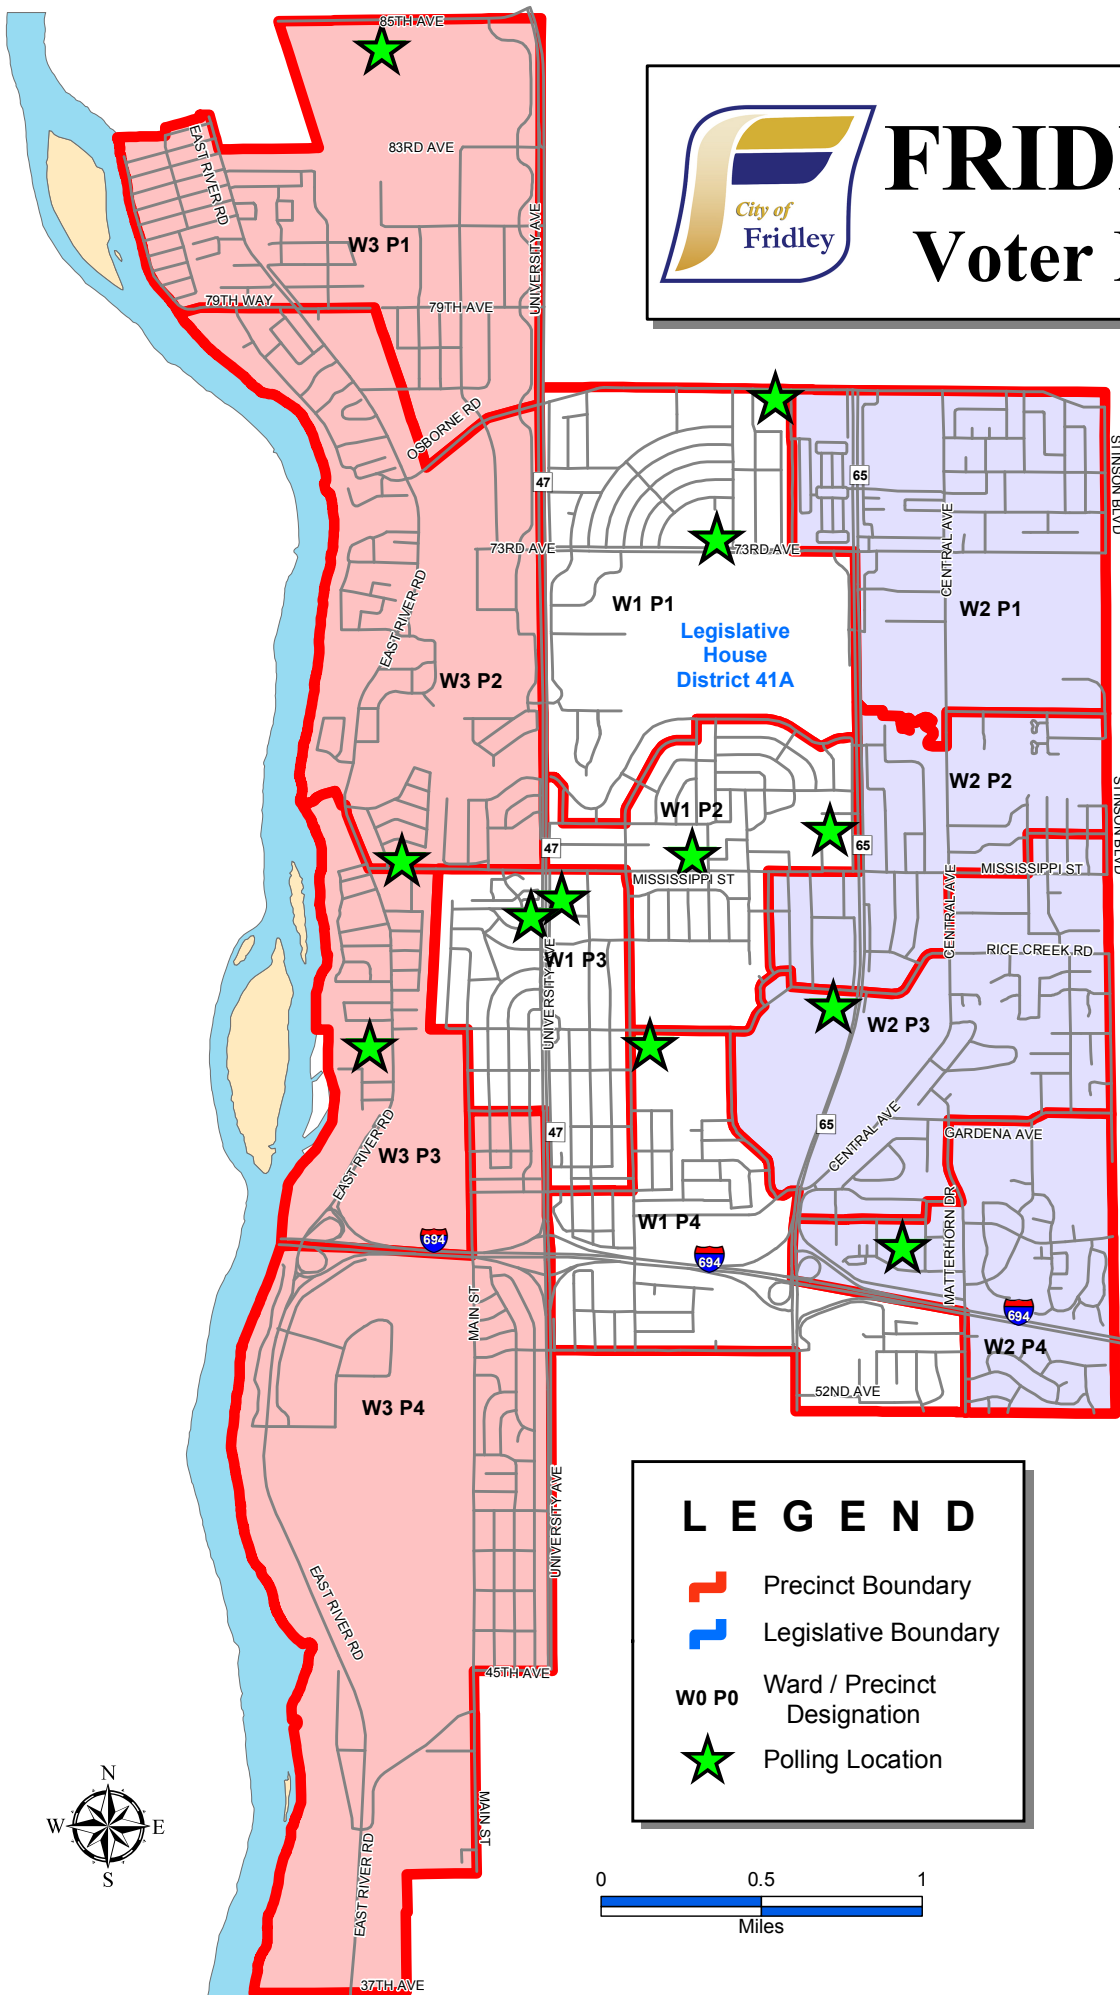 85TH AVE
83RD AVE
EAST RIVER RD
W3 P1
UNIVERSITY AVE
79TH WAY
79TH AVE
City of
Fridley
Voter
OSBORNE RD
47
65
STINSON BLVD
CENTRAL AVE
73RD AVE
73RD AVE
EAST RIVER RD
W1 P1
W2 P1
Legislative
House
District 41A
W3 P2
W2 P2
STINSON BLVD
W1 P2
47
65
MISSISSIPPI ST
MISSISSIPPI ST
CENTRAL AVE
UNIVERSITY AVE
W1 P3
RICE CREEK RD
W2 P3
47
65
CENTRAL AVE
GARDENA AVE
EAST RIVER RD
W3 P3
MATTERHORN DR
W1 P4
694
694
694
MAIN ST
W2 P4
52ND AVE
W3 P4
UNIVERSITY AVE
EAST RIVER RD
45TH AVE
MAIN ST
EAST RIVER RD
37TH AVE
LEGEND
Precinct Boundary
Legislative Boundary
W0 P0
Ward / Precinct
Designation
Polling Location
N
W E
S
0 0.5 1
Miles